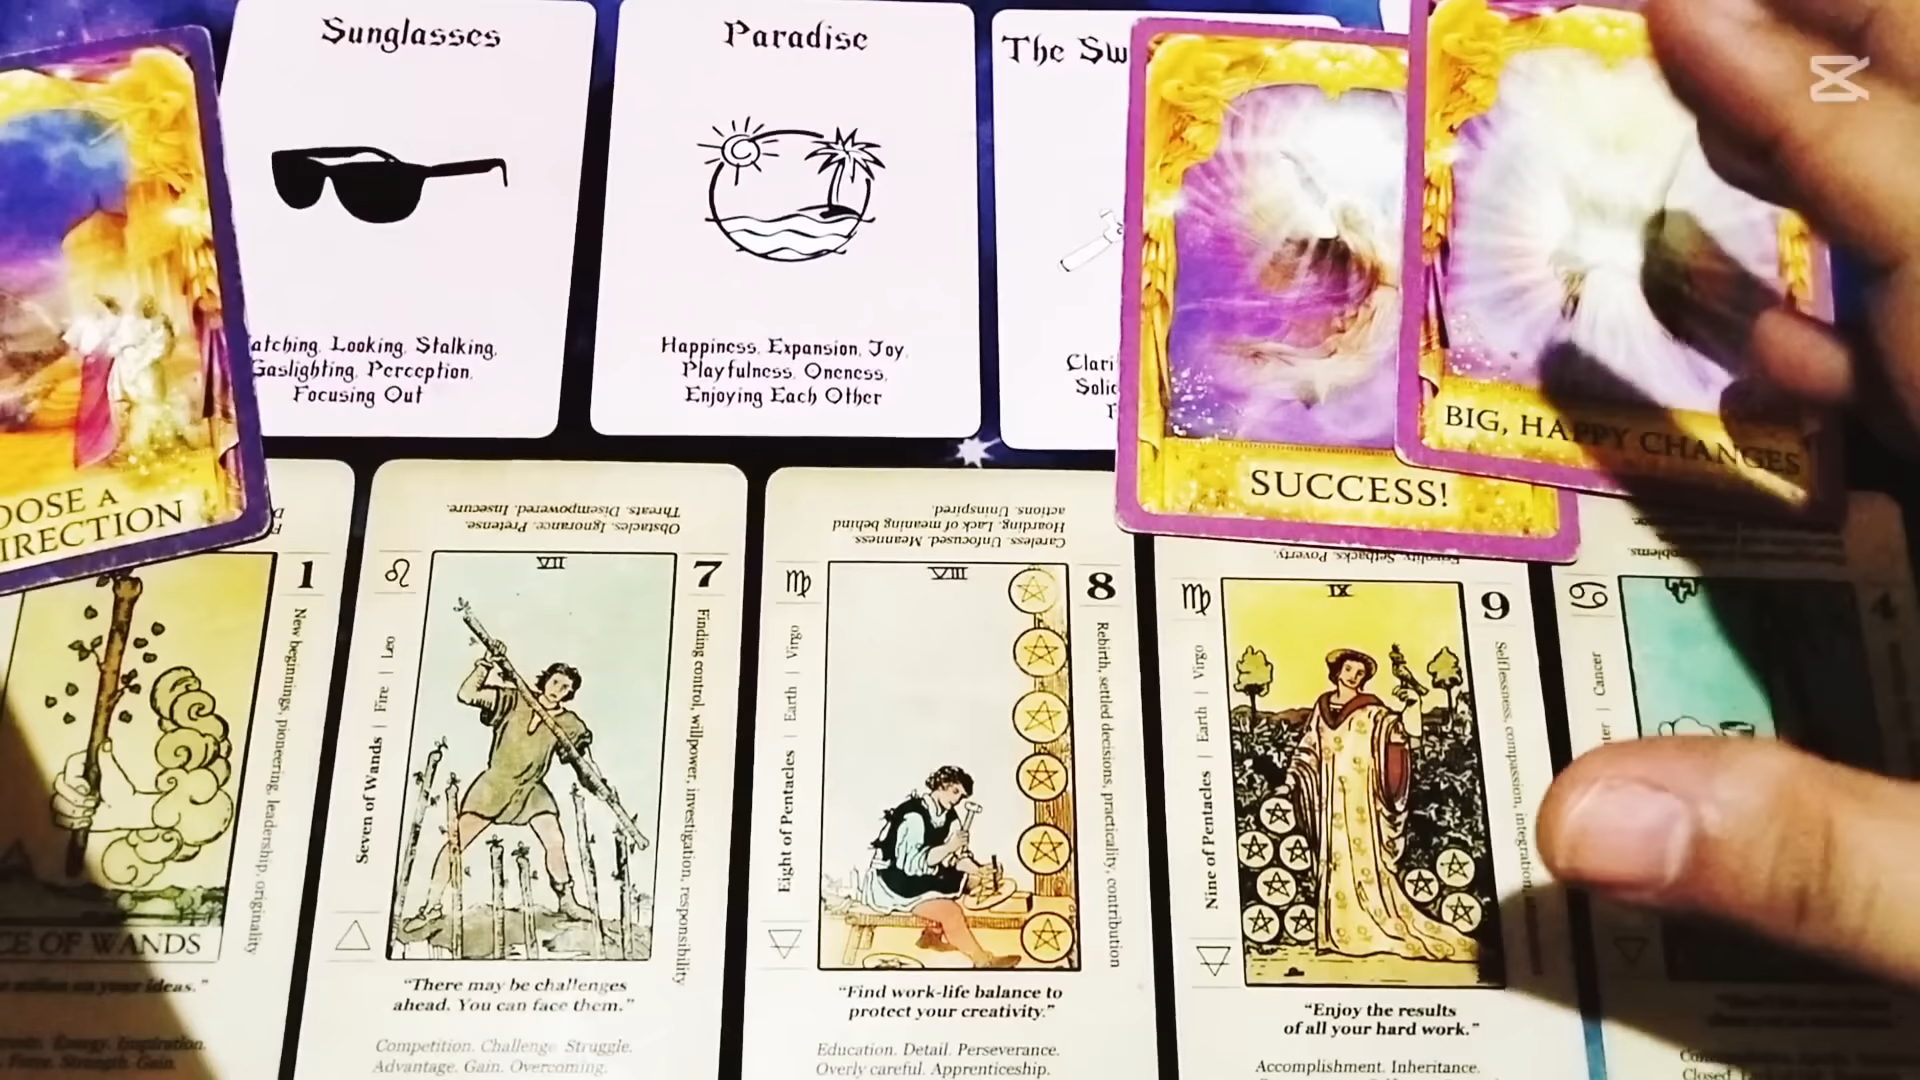 Sunglasses
Paradise
The Sw
atching, Looking, Stalking,
Gaslighting, Perception,
Focusing Out
Happiness, Expansion, Joy,
Playfulness, Oneness,
Enjoying Each Other
Clari
Solid
OOSE A
IRECTION
SUCCESS!
BIG, HAPPY CHANGES
1
New beginnings, pioneering, leadership, originality
CE OF WANDS
Obstacles. Ignorance. Pretense.
Threats. Disempowered. Insecure.
VII
7
Seven of Wands | Fire | Leo
Finding control, willpower, investigation, responsibility
"There may be challenges
ahead. You can face them."
Competition. Challenge. Struggle.
Advantage. Gain. Overcoming.
Careless. Unfocused. Meanness.
Hoarding. Lack of meaning behind
actions. Uninspired.
VIII
8
Eight of Pentacles | Earth | Virgo
Rebirth, settled decisions, practicality, contribution
"Find work-life balance to
protect your creativity."
Education. Detail. Perseverance.
Overly careful. Apprenticeship.
Setbacks. Poverty.
IX
9
Nine of Pentacles | Earth | Virgo
Selflessness, compassion, integration,
"Enjoy the results
of all your hard work."
Accomplishment. Inheritance.
4
Cancer